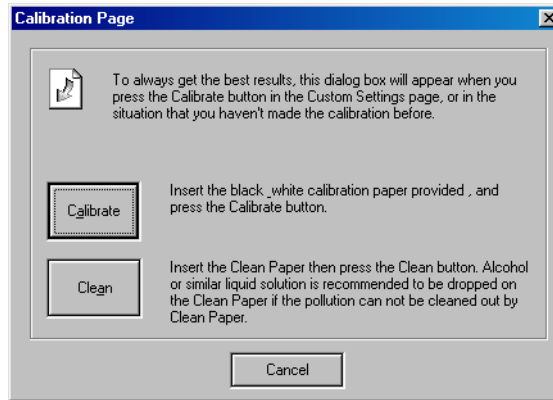 Calibration Page
To always get the best results, this dialog box will appear when you
press the Calibrate button in the Custom Settings page, or in the
situation that you haven't made the calibration before.
Calibrate
Insert the black_white calibration paper provided , and
press the Calibrate button.
Clean
Insert the Clean Paper then press the Clean button. Alcohol
or similar liquid solution is recommended to be dropped on
the Clean Paper if the pollution can not be cleaned out by
Clean Paper.
Cancel